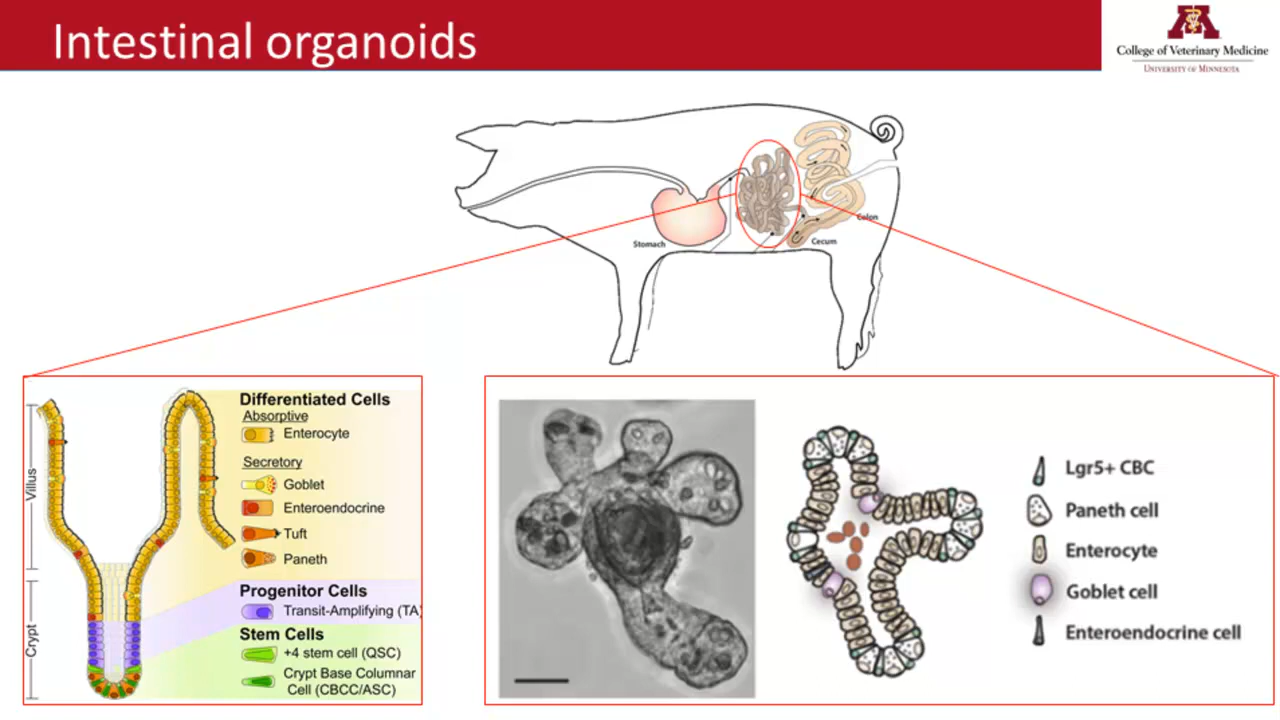 Intestinal organoids
College of Veterinary Medicine
University of Minnesota
Stomach
Colon
Cecum
Villus
Crypt
Differentiated Cells
Absorptive
Enterocyte
Secretory
Goblet
Enteroendocrine
Tuft
Paneth
Progenitor Cells
Transit-Amplifying (TA)
Stem Cells
+4 stem cell (QSC)
Crypt Base Columnar
Cell (CBCC/ASC)
Lgr5+ CBC
Paneth cell
Enterocyte
Goblet cell
Enteroendocrine cell